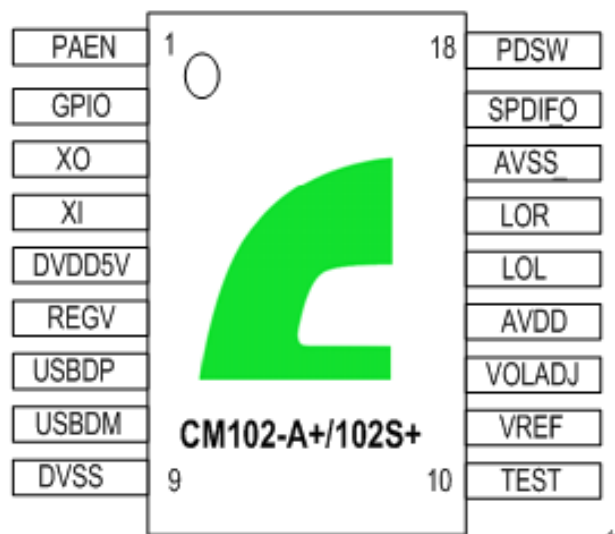 PAEN 1 18 PDSW
GPIO SPDIFO
XO AVSS_
XI LOR
DVDD5V LOL
REGV AVDD
USBDP VOLADJ
USBDM CM102-A+/102S+ VREF
DVSS 9 10 TEST